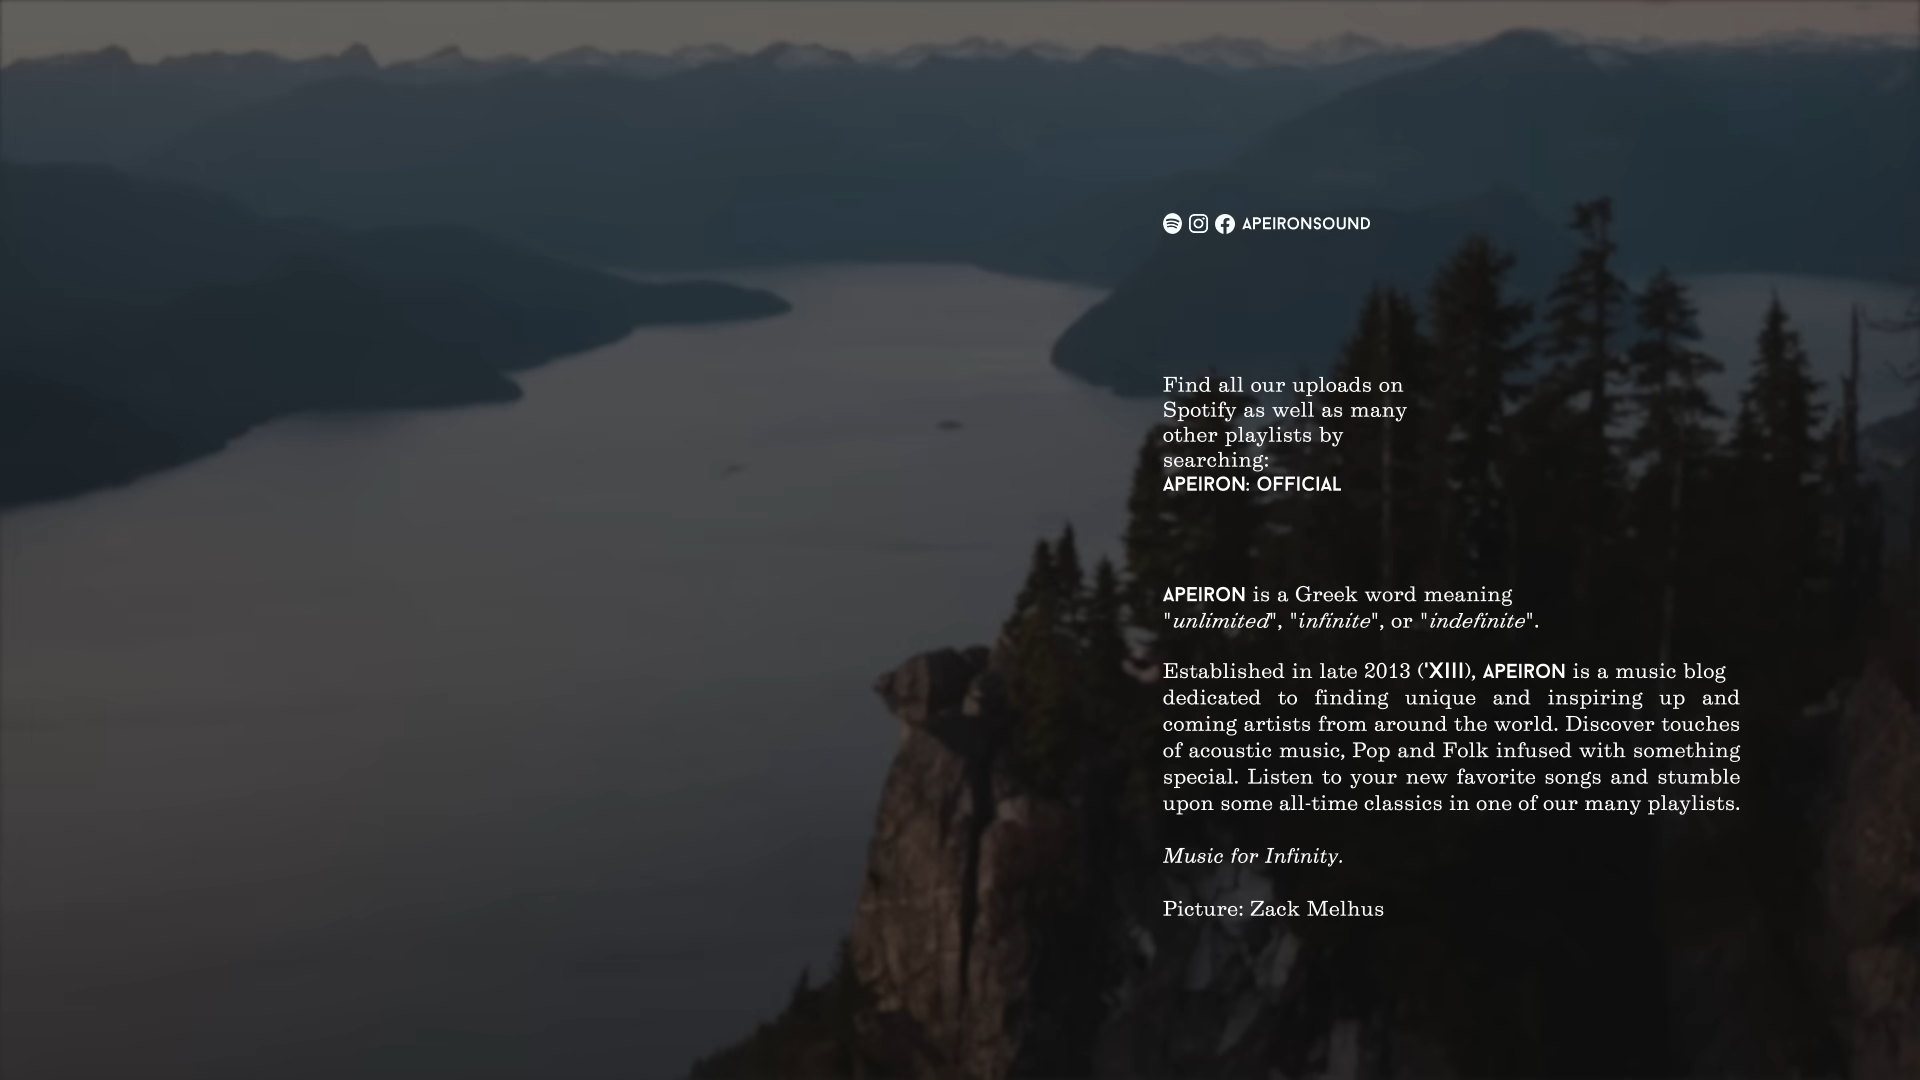 APEIRONSOUND
Find all our uploads on
Spotify as well as many
other playlists by
searching:
APEIRON: OFFICIAL
APEIRON is a Greek word meaning
"unlimited", "infinite", or "indefinite".
Established in late 2013 ('XIII), APEIRON is a music blog
dedicated to finding unique and inspiring up and
coming artists from around the world. Discover touches
of acoustic music, Pop and Folk infused with something
special. Listen to your new favorite songs and stumble
upon some all-time classics in one of our many playlists.
Music for Infinity.
Picture: Zack Melhus